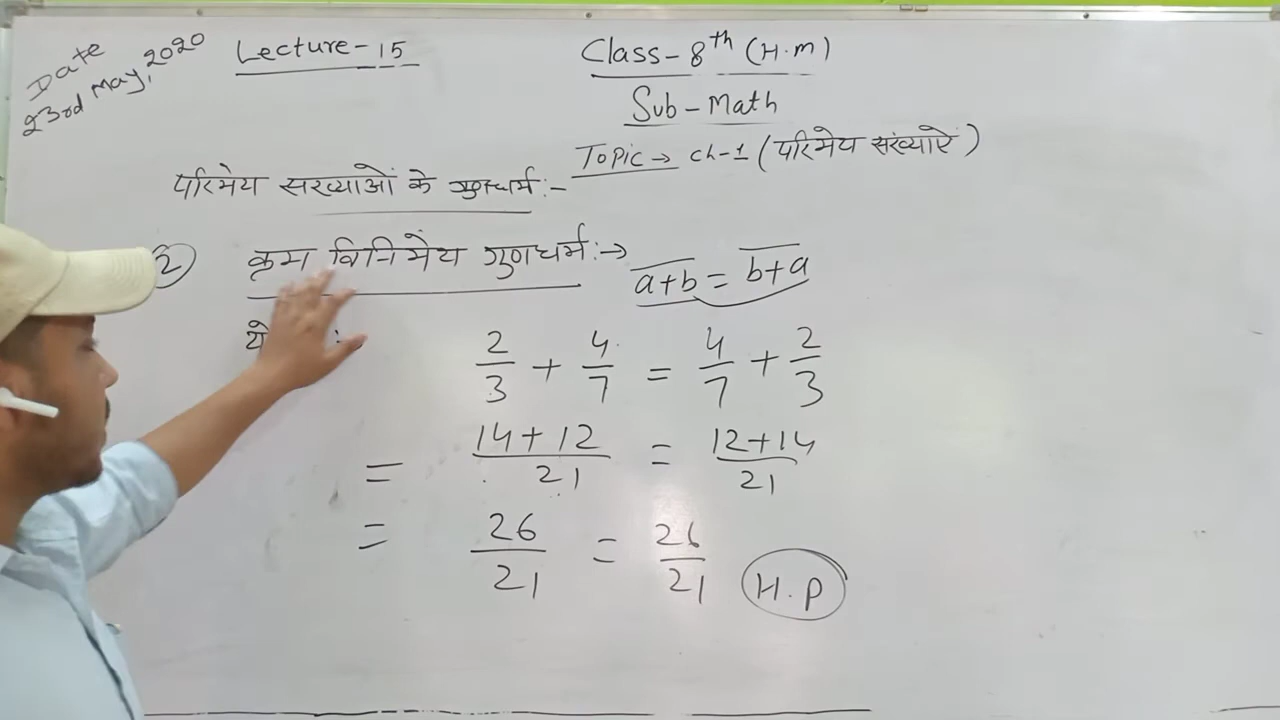 Date
23rd May, 2020
Lecture-15
Class-8th (H.M)
Sub-Math
Topic→ ch-1 (परिमेय संख्याऐं)
परिमेय सख्याओं के गुणधर्म:-
② क्रम विनिमेय गुणधर्म:→ a+b = b+a
2/3 + 4/7 = 4/7 + 2/3
= 14+12/21 = 12+14/21
= 26/21 = 26/21 H.P